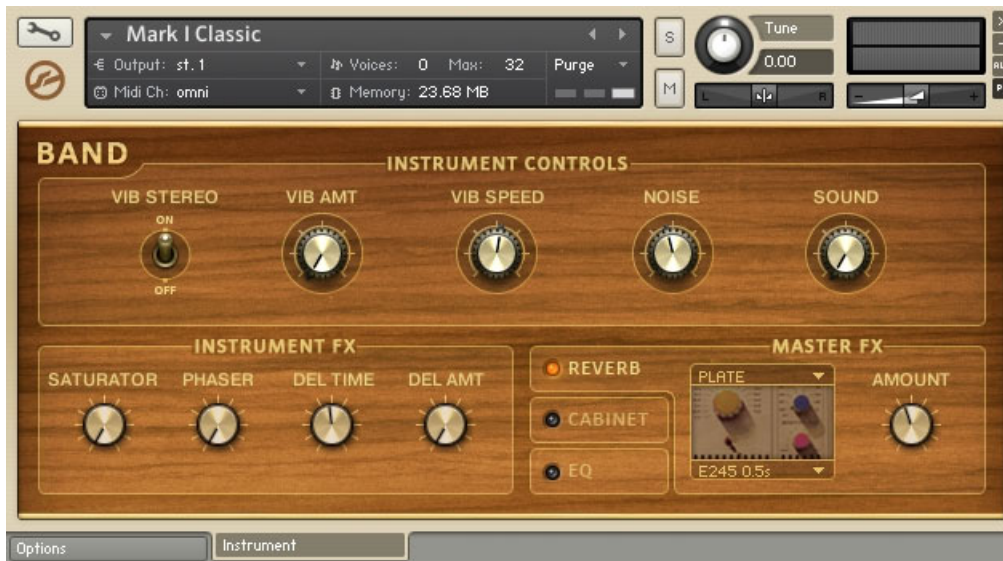 Mark I Classic
S
Tune
Output: st. 1
Voices: 0 Max: 32
Purge
0.00
Midi Ch: omni
Memory: 23.68 MB
M
L
R
-
+
BAND
INSTRUMENT CONTROLS
VIB STEREO
VIB AMT
VIB SPEED
NOISE
SOUND
ON
OFF
INSTRUMENT FX
MASTER FX
SATURATOR
PHASER
DEL TIME
DEL AMT
REVERB
PLATE
AMOUNT
CABINET
EQ
E245 0.5s
Options
Instrument